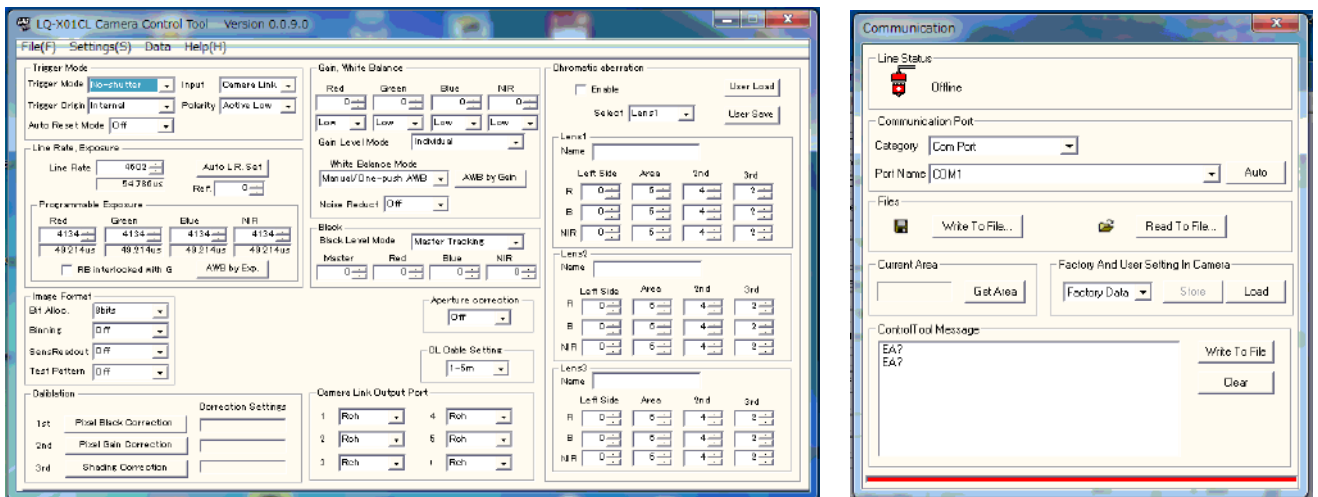 LQ-X01CL Camera Control Tool Version 0.0.9.0
File(F) Settings(S) Data Help(H)
Trigger Mode
Trigger Mode No-shutter Input Camera Link
Trigger Origin Internal Polarity Active Low
Auto Reset Mode Off
Line Rate, Exposure
Line Rate 4602 Auto L.R. Set
54.786us Ref. 0
Programmable Exposure
Red Green Blue NIR
4134 4134 4134 4134
49.214us 49.214us 49.214us 49.214us
RB interlocked with G AWB by Exp.
Image Format
Bit Alloc. 8bits
Binning Off
SensReadout Off
Test Pattern Off
Correction Settings
1st Pixel Black Correction
2nd Pixel Gain Correction
3rd Shading Correction
Gain, White Balance
Red Green Blue NIR
0 0 0 0
Low Low Low Low
Gain Level Mode Individual
White Balance Mode
Manual/One-push AWB AWB by Gain
Noise Reduct Off
Black
Black Level Mode Master Tracking
Master Red Blue NIR
0 0 0 0
Aperture correction
Off
Cable Setting
1-5m
Camera Link Output Port
1 Rch 4 Rch
2 Rch 5 Rch
3 Rch Rch
Chromatic aberration
Enable User Load
Select Lens1 User Save
Lens1
Name
Left Side Area 2nd 3rd
R 0 4 2
B 0 4 2
NIR 0 4 2
Lens2
Name
Left Side Area 2nd 3rd
R 0 4 2
B 0 4 2
NIR 0 4 2
Lens3
Name
Left Side Area 2nd 3rd
R 0 4 2
B 0 4 2
NIR 0 4 2
Communication
Line Status
Offline
Communication Port
Category Com Port
Port Name COM1 Auto
Files
Write To File... Read To File...
Current Area
Get Area
Factory And User Setting In Camera
Factory Data Store Load
ControlTool Message
EA?
EA?
Write To File
Clear